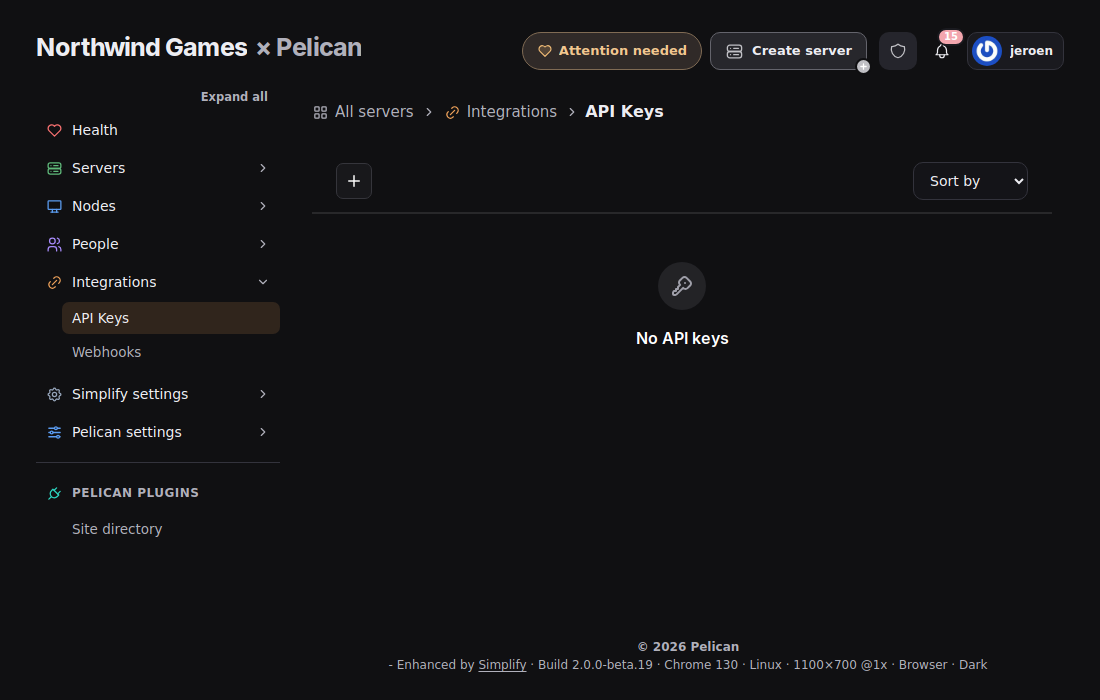 Northwind Games × Pelican
Attention needed
Create server
15
jeroen
Expand all
Health
Servers
Nodes
People
Integrations
API Keys
Webhooks
Simplify settings
Pelican settings
PELICAN PLUGINS
Site directory
All servers > Integrations > API Keys
+
Sort by
No API keys
© 2026 Pelican
- Enhanced by Simplify · Build 2.0.0-beta.19 · Chrome 130 · Linux · 1100×700 @1x · Browser · Dark